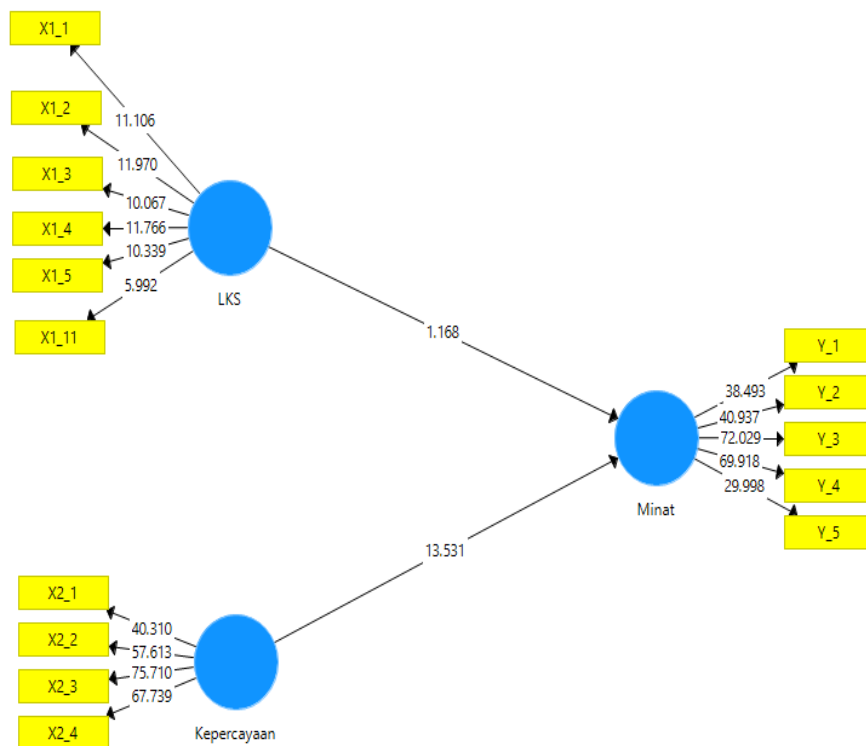 X1_1
11.106
X1_2
11.970
X1_3
10.067
X1_4
11.766
X1_5
10.339
X1_11
5.992
LKS
1.168
Y_1
38.493
Y_2
40.937
Y_3
72.029
Y_4
69.918
Y_5
29.998
Minat
13.531
X2_1
40.310
X2_2
57.613
X2_3
75.710
X2_4
67.739
Kepercayaan